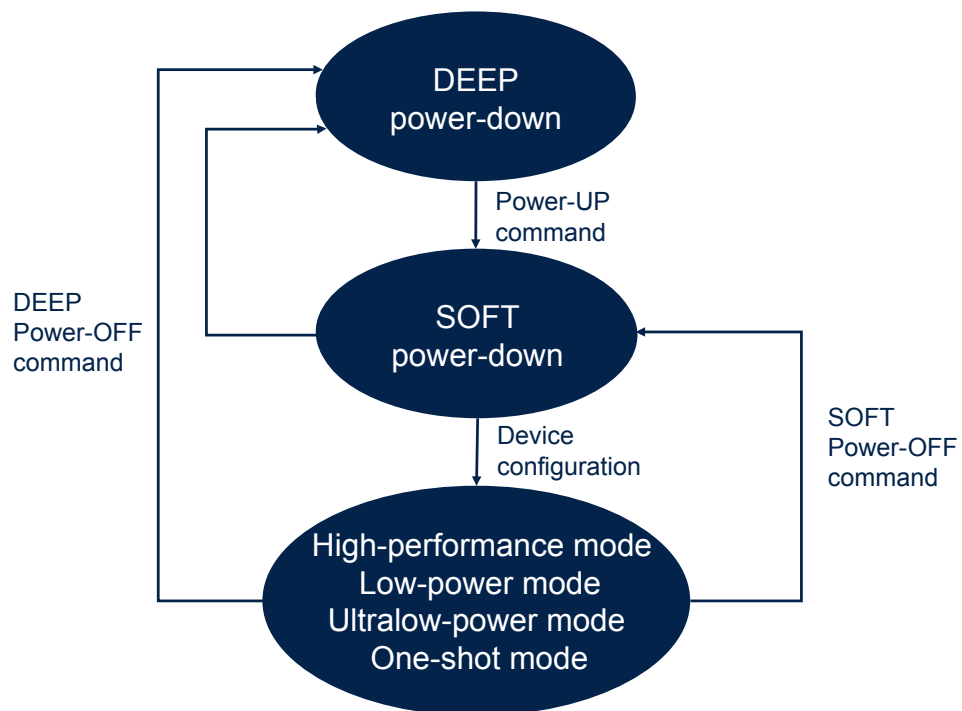 DEEP
power-down
Power-UP
command
DEEP
Power-OFF
command
SOFT
power-down
SOFT
Power-OFF
command
Device
configuration
High-performance mode
Low-power mode
Ultralow-power mode
One-shot mode